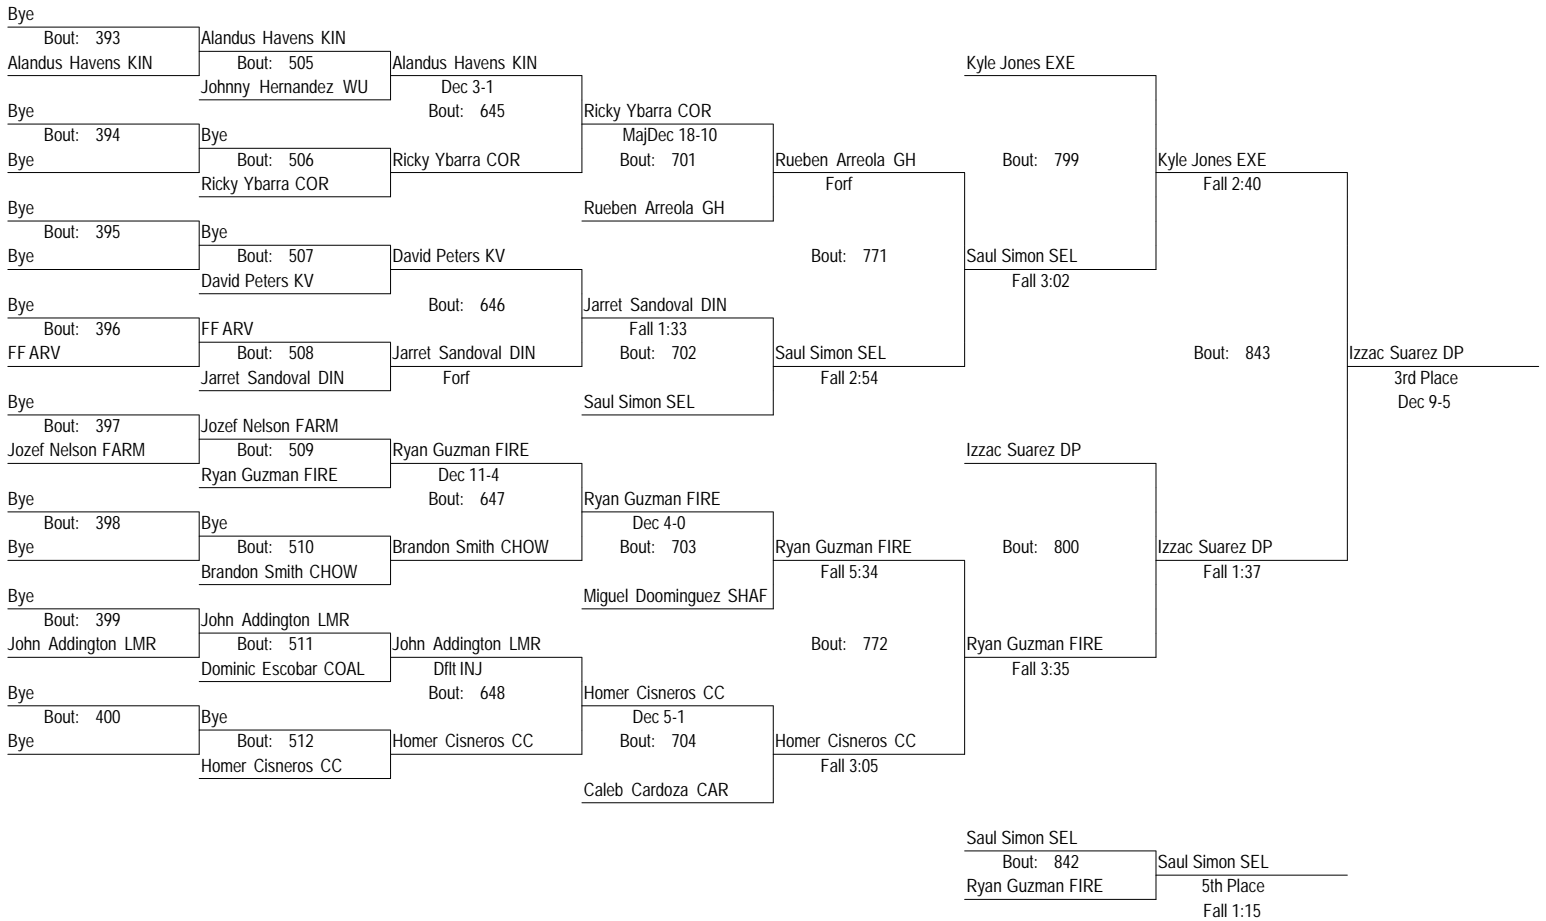 Bye
Bout: 393
Alandus Havens KIN
Bye
Bout: 394
Bye
Bye
Bout: 395
Bye
Bye
Bout: 396
FF ARV
Bye
Bout: 397
Jozef Nelson FARM
Bye
Bout: 398
Bye
Bye
Bout: 399
John Addington LMR
Bye
Bout: 400
Bye
Alandus Havens KIN
Bout: 505
Johnny Hernandez WU
Bye
Bout: 506
Ricky Ybarra COR
Bye
Bout: 507
David Peters KV
FF ARV
Bout: 508
Jarret Sandoval DIN
Jozef Nelson FARM
Bout: 509
Ryan Guzman FIRE
Bye
Bout: 510
Brandon Smith CHOW
John Addington LMR
Bout: 511
Dominic Escobar COAL
Bye
Bout: 512
Homer Cisneros CC
Alandus Havens KIN
Dec 3-1
Bout: 645
Ricky Ybarra COR
David Peters KV
Bout: 646
Jarret Sandoval DIN
Forf
Ryan Guzman FIRE
Dec 11-4
Bout: 647
Brandon Smith CHOW
John Addington LMR
Dflt INJ
Bout: 648
Homer Cisneros CC
Ricky Ybarra COR
MajDec 18-10
Bout: 701
Rueben Arreola GH
Jarret Sandoval DIN
Fall 1:33
Bout: 702
Saul Simon SEL
Ryan Guzman FIRE
Dec 4-0
Bout: 703
Miguel Doominguez SHAF
Homer Cisneros CC
Dec 5-1
Bout: 704
Caleb Cardoza CAR
Rueben Arreola GH
Forf
Bout: 771
Saul Simon SEL
Fall 2:54
Ryan Guzman FIRE
Fall 5:34
Bout: 772
Homer Cisneros CC
Fall 3:05
Kyle Jones EXE
Bout: 799
Saul Simon SEL
Fall 3:02
Izzac Suarez DP
Bout: 800
Ryan Guzman FIRE
Fall 3:35
Kyle Jones EXE
Fall 2:40
Bout: 843
Izzac Suarez DP
Fall 1:37
Izzac Suarez DP
3rd Place
Dec 9-5
Saul Simon SEL
Bout: 842
Ryan Guzman FIRE
Saul Simon SEL
5th Place
Fall 1:15